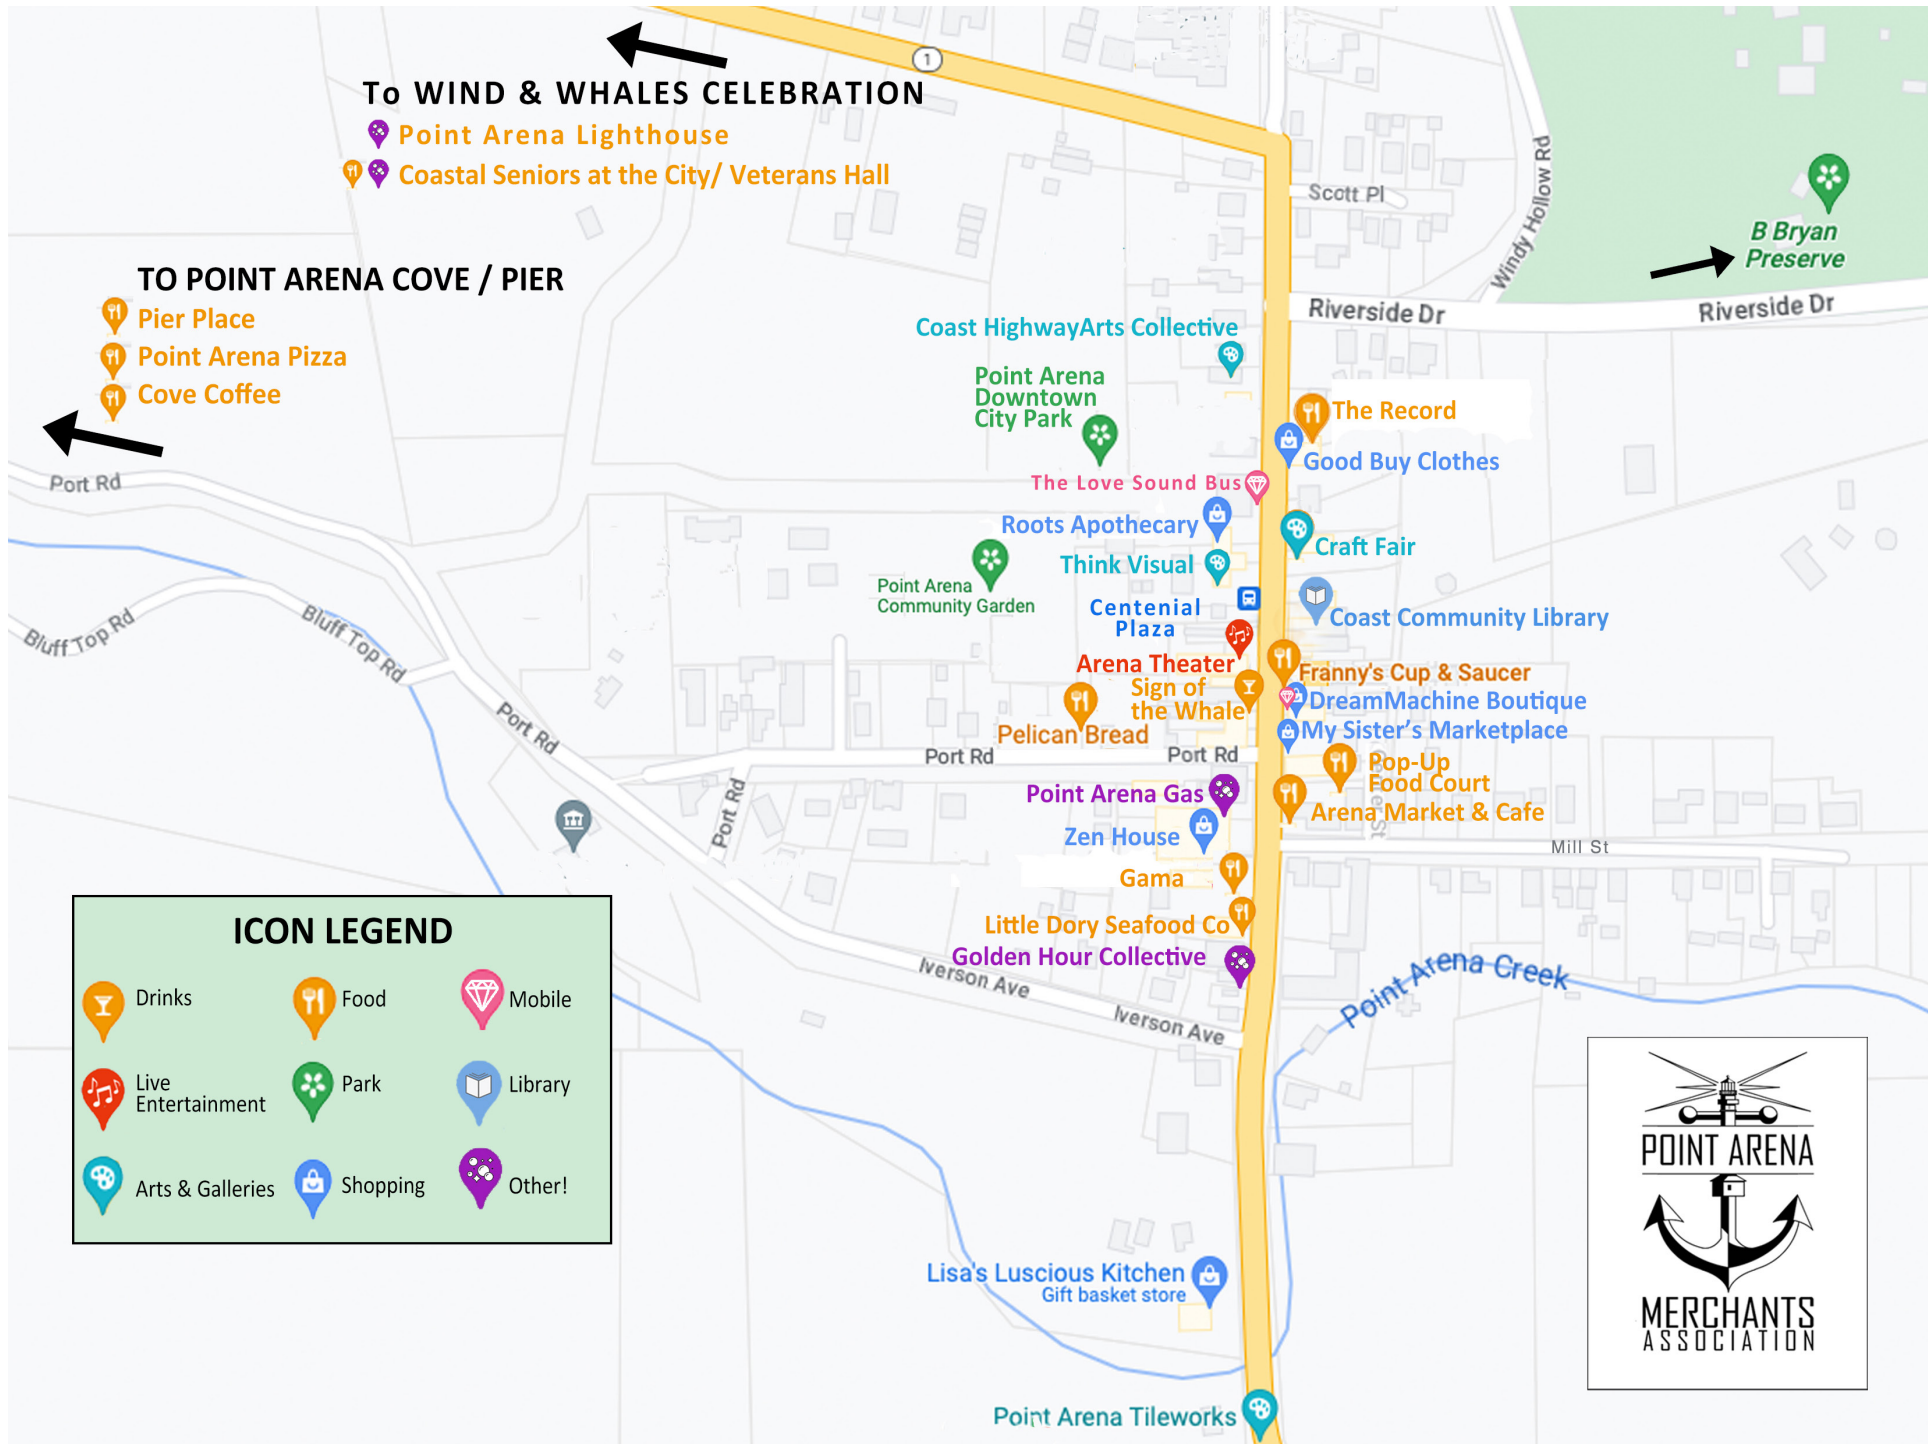 1
To WIND & WHALES CELEBRATION
Point Arena Lighthouse
Coastal Seniors at the City/ Veterans Hall
Scott Pl
Windy Hollow Rd
B Bryan
Preserve
Riverside Dr
Riverside Dr
TO POINT ARENA COVE / PIER
Pier Place
Point Arena Pizza
Cove Coffee
Port Rd
Bluff Top Rd
Bluff Top Rd
Port Rd
Coast HighwayArts Collective
Point Arena
Downtown
City Park
The Record
Good Buy Clothes
The Love Sound Bus
Roots Apothecary
Craft Fair
Think Visual
Point Arena
Community Garden
Centenial
Plaza
Coast Community Library
Arena Theater
Franny's Cup & Saucer
Sign of
the Whale
DreamMachine Boutique
Pelican Bread
My Sister's Marketplace
Port Rd
Port Rd
Port Rd
Pop-Up
Food Court
Point Arena Gas
Arena Market & Cafe
Zen House
Mill St
Gama
Little Dory Seafood Co
Golden Hour Collective
Iverson Ave
Iverson Ave
Point Arena Creek
ICON LEGEND
Drinks
Food
Mobile
Live
Entertainment
Park
Library
Arts & Galleries
Shopping
Other!
Lisa's Luscious Kitchen
Gift basket store
Point Arena Tileworks
POINT ARENA
MERCHANTS
ASSOCIATION